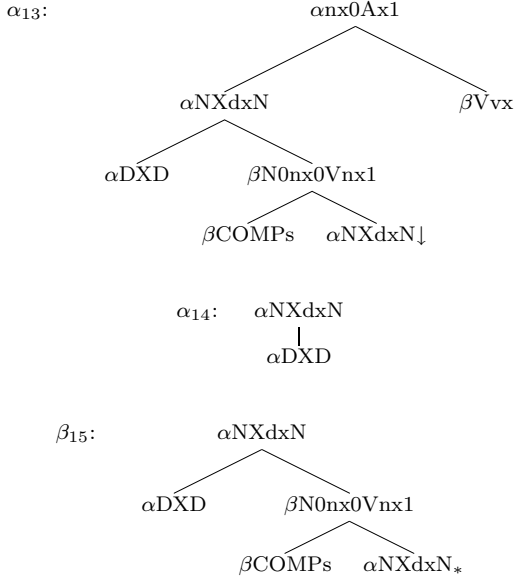 α₁₃: αnx0Ax1
αNXdxN βVvx
αDXD βN0nx0Vnx1
βCOMPs αNXdxN↓
α₁₄: αNXdxN
αDXD
β₁₅: αNXdxN
αDXD βN0nx0Vnx1
βCOMPs αNXdxN*